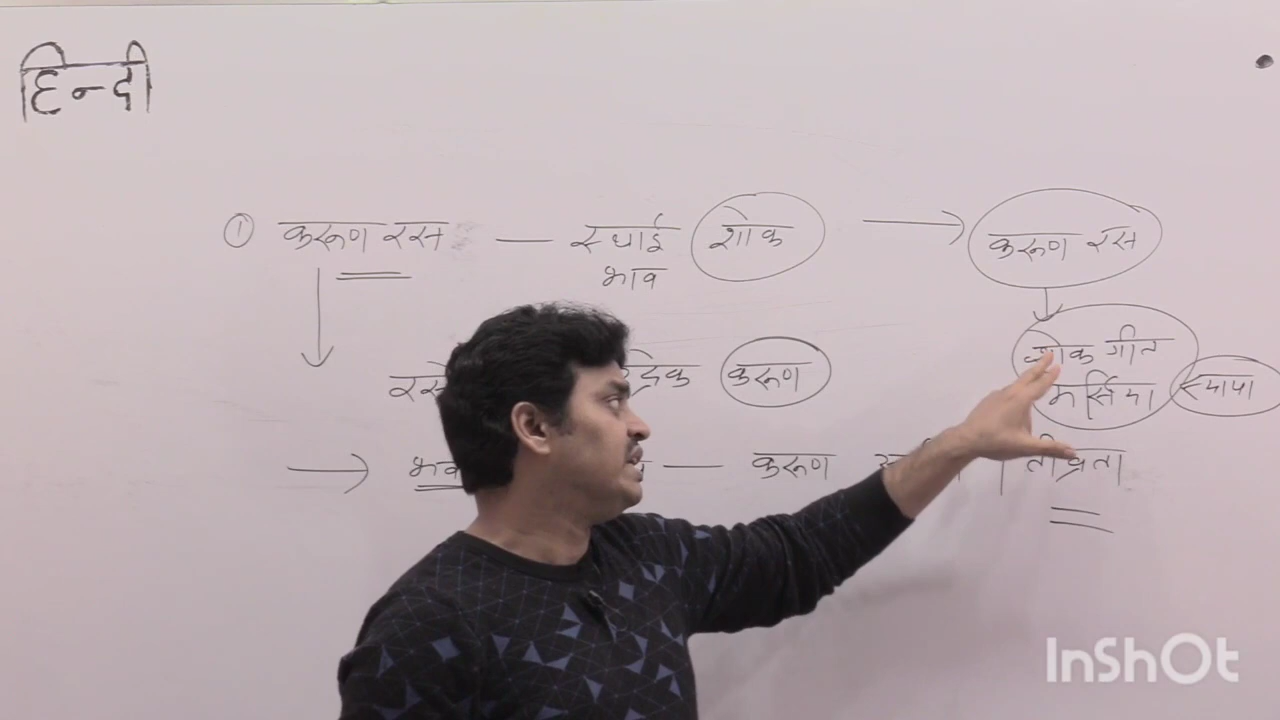 हिन्दी
① करूण रस — स्थाई शोक → करूण रस
भाव
करूण शोक गीत
मर्सिया स्यापा
→ — करूण तीव्रता
InShOt